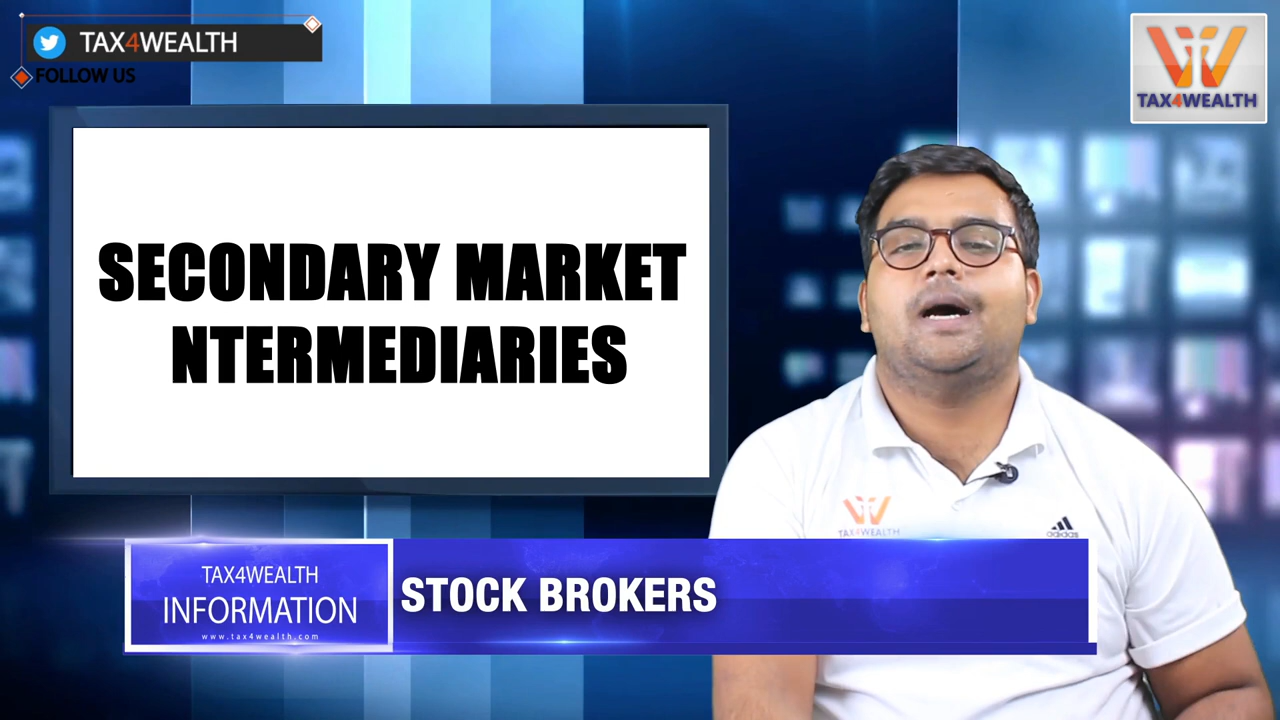 TAX4WEALTH
FOLLOW US
TAX4WEALTH
SECONDARY MARKET
NTERMEDIARIES
TAX4WEALTH
adidas
TAX4WEALTH
INFORMATION
www.tax4wealth.com
STOCK BROKERS